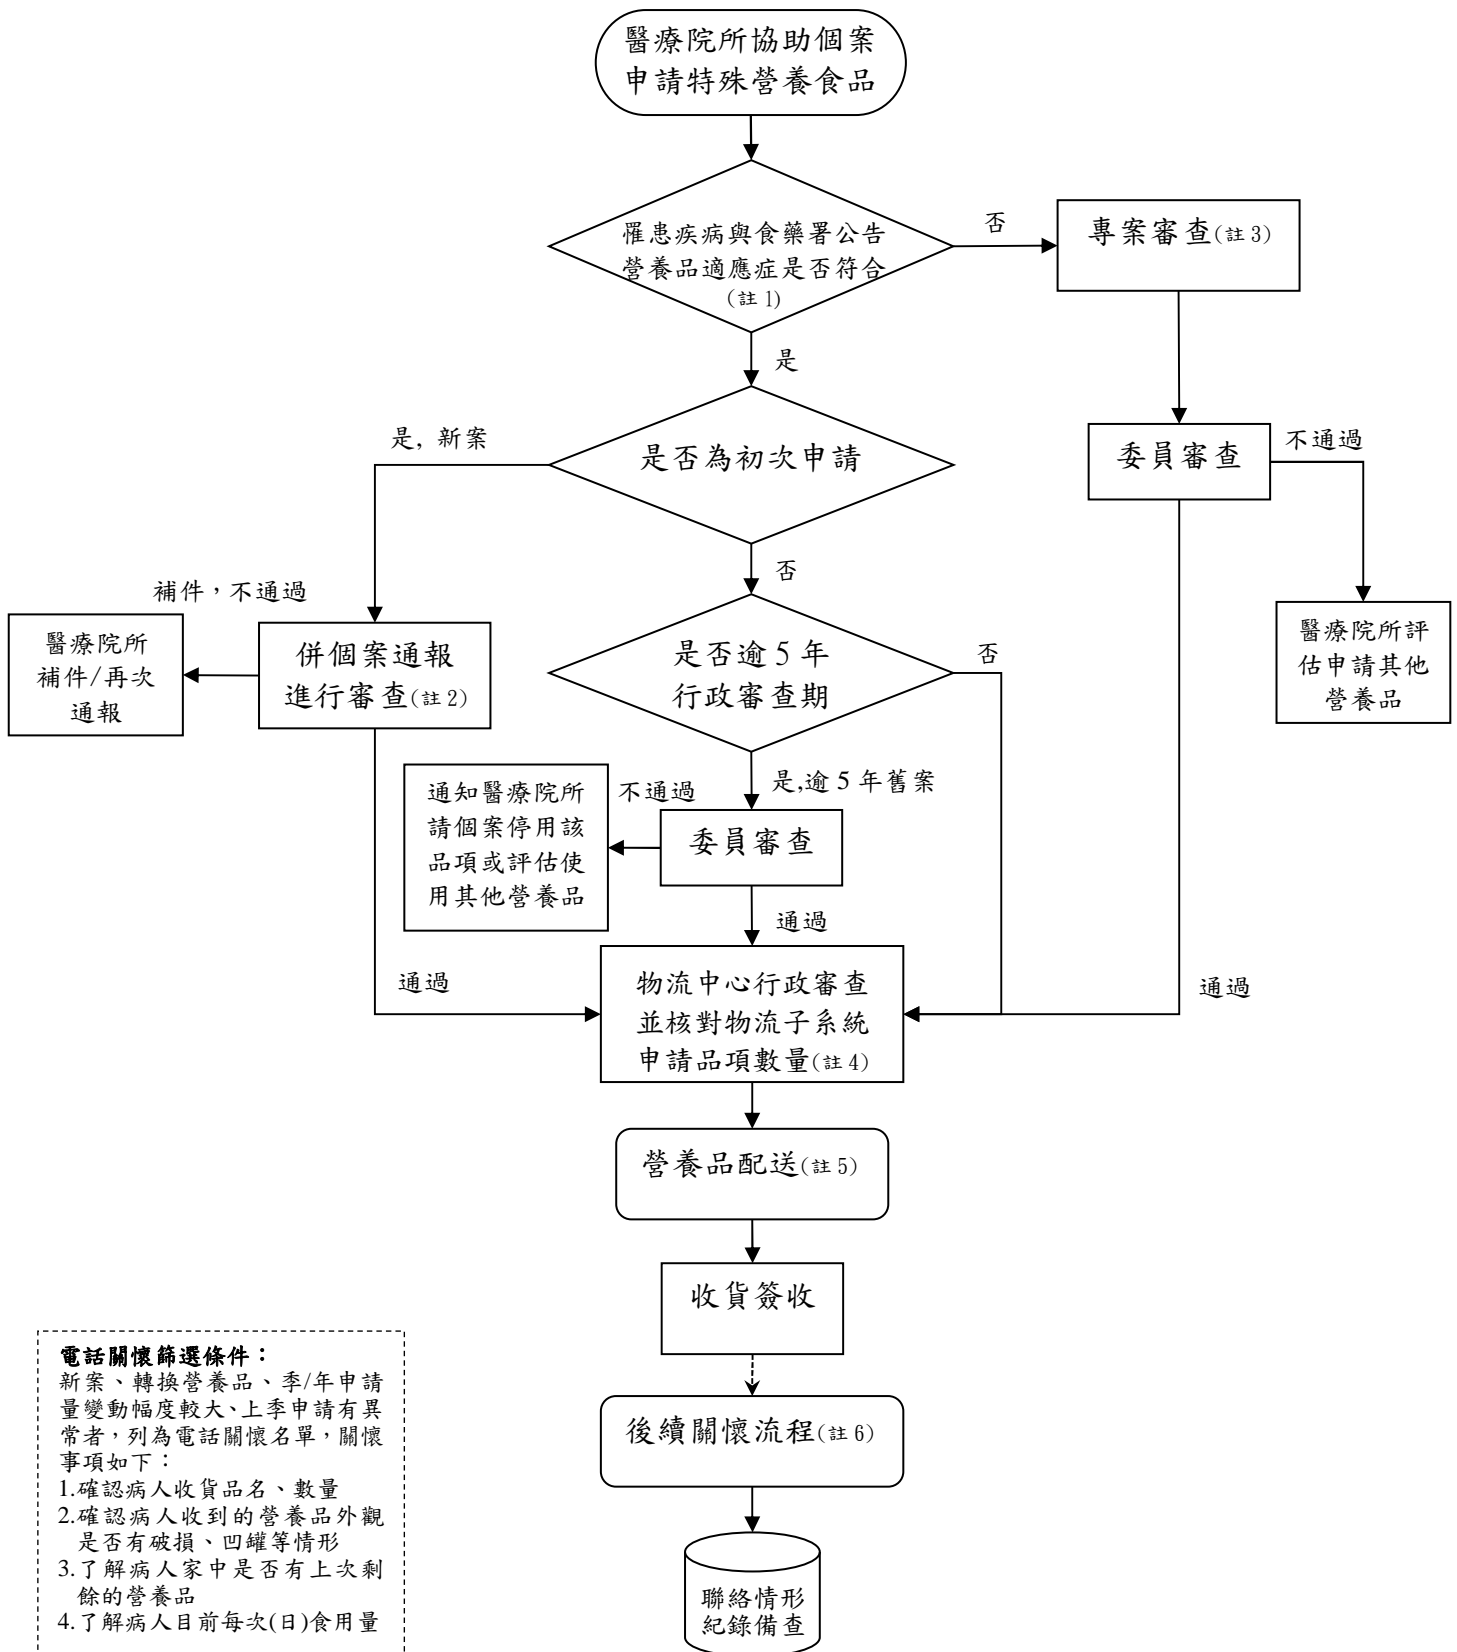 醫療院所協助個案
申請特殊營養食品
罹患疾病與食藥署公告
營養品適應症是否符合
(註 1)
否
專案審查(註 3)
是
是否為初次申請
是, 新案
委員審查
不通過
否
補件，不通過
醫療院所
補件/再次
通報
併個案通報
進行審查(註 2)
是否逾 5 年
行政審查期
否
醫療院所評
估申請其他
營養品
是,逾 5 年舊案
通知醫療院所
請個案停用該
品項或評估使
用其他營養品
不通過
委員審查
通過
通過
物流中心行政審查
並核對物流子系統
申請品項數量(註 4)
通過
營養品配送(註 5)
收貨簽收
後續關懷流程(註 6)
聯絡情形
紀錄備查
電話關懷篩選條件：
新案、轉換營養品、季/年申請
量變動幅度較大、上季申請有異
常者，列為電話關懷名單，關懷
事項如下：
1.確認病人收貨品名、數量
2.確認病人收到的營養品外觀
是否有破損、凹罐等情形
3.了解病人家中是否有上次剩
餘的營養品
4.了解病人目前每次(日)食用量